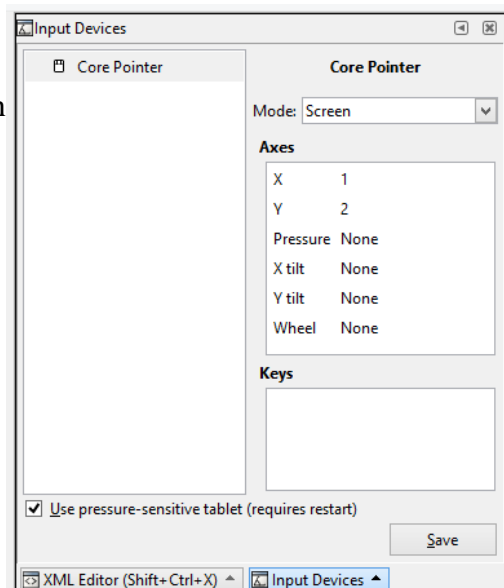 Input Devices
Core Pointer
Core Pointer
n
Mode: Screen
Axes
X 1
Y 2
Pressure None
X tilt None
Y tilt None
Wheel None
Keys
Use pressure-sensitive tablet (requires restart)
Save
XML Editor (Shift+Ctrl+X) Input Devices